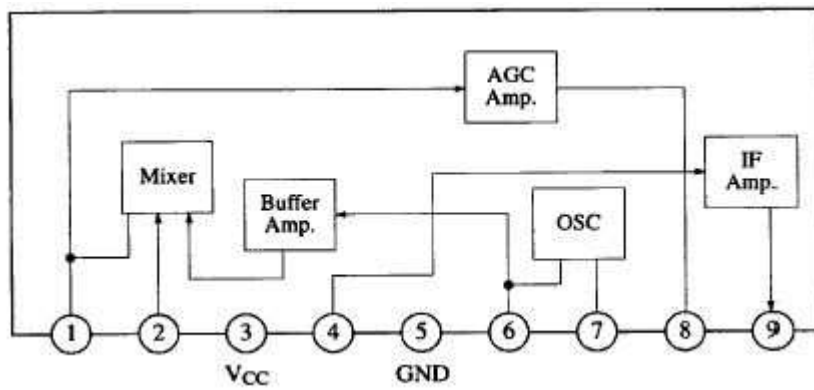 AGC
Amp.
Mixer
IF
Amp.
Buffer
Amp.
OSC
1 2 3 4 5 6 7 8 9
VCC GND